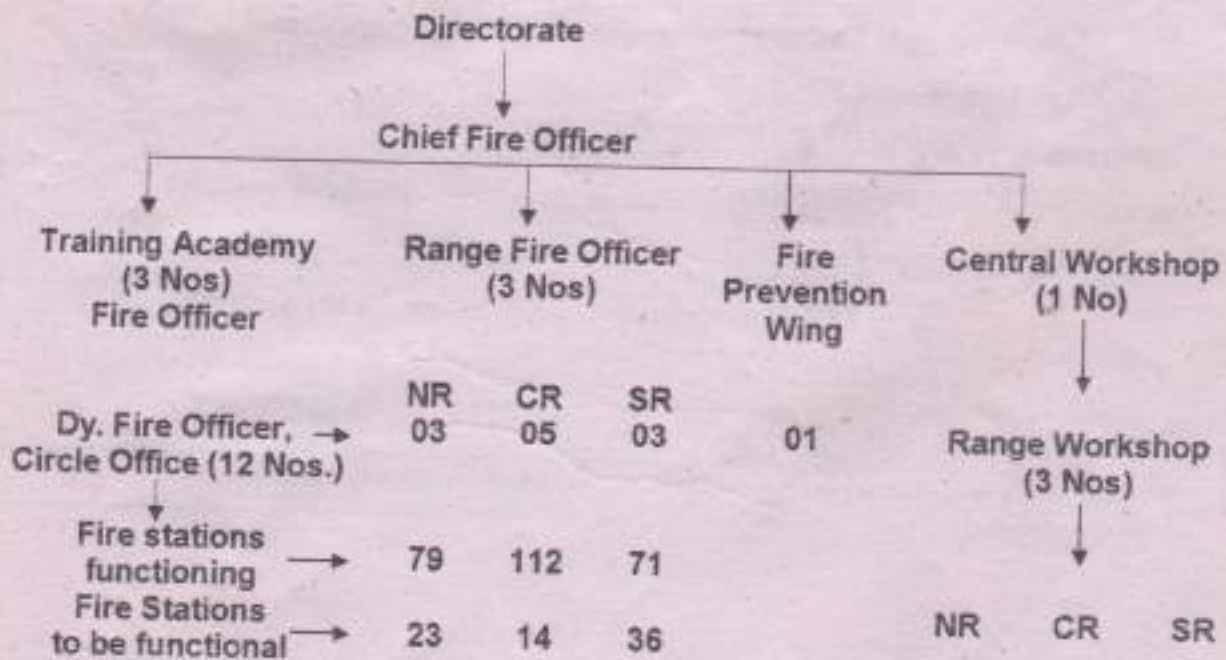 Directorate
Chief Fire Officer
Training Academy
(3 Nos)
Fire Officer
Range Fire Officer
(3 Nos)
Fire
Prevention
Wing
Central Workshop
(1 No)
NR CR SR
Dy. Fire Officer,
Circle Office (12 Nos.)
03 05 03 01
Range Workshop
(3 Nos)
Fire stations
functioning
79 112 71
Fire Stations
to be functional
23 14 36
NR CR SR